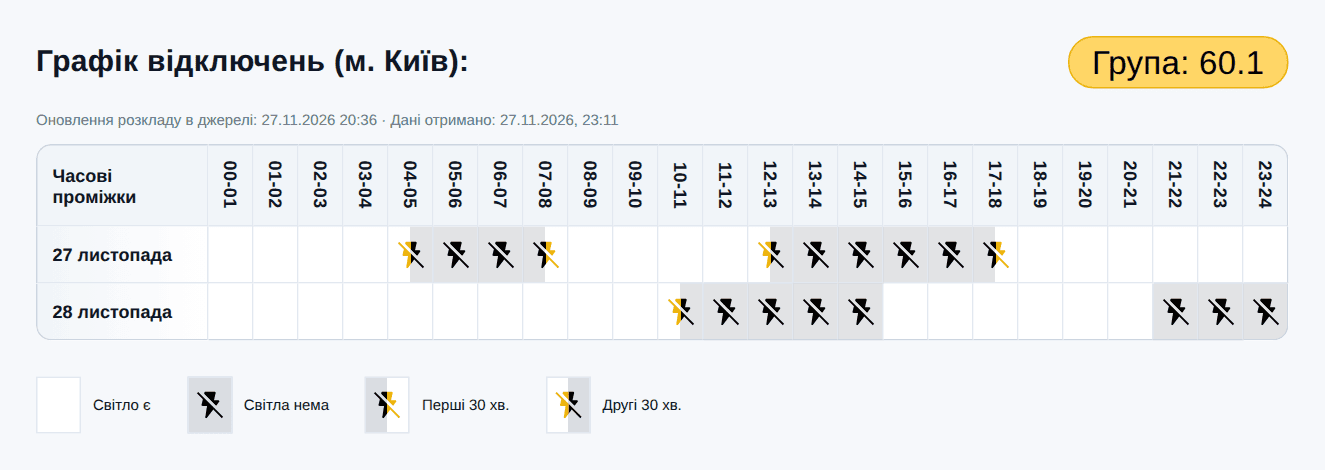 Графік відключень (м. Київ):
Група: 60.1
Оновлення розкладу в джерелі: 27.11.2026 20:36 · Дані отримано: 27.11.2026, 23:11
Часові
проміжки
00-01
01-02
02-03
03-04
04-05
05-06
06-07
07-08
08-09
09-10
10-11
11-12
12-13
13-14
14-15
15-16
16-17
17-18
18-19
19-20
20-21
21-22
22-23
23-24
27 листопада
28 листопада
Світло є
Світла нема
Перші 30 хв.
Другі 30 хв.